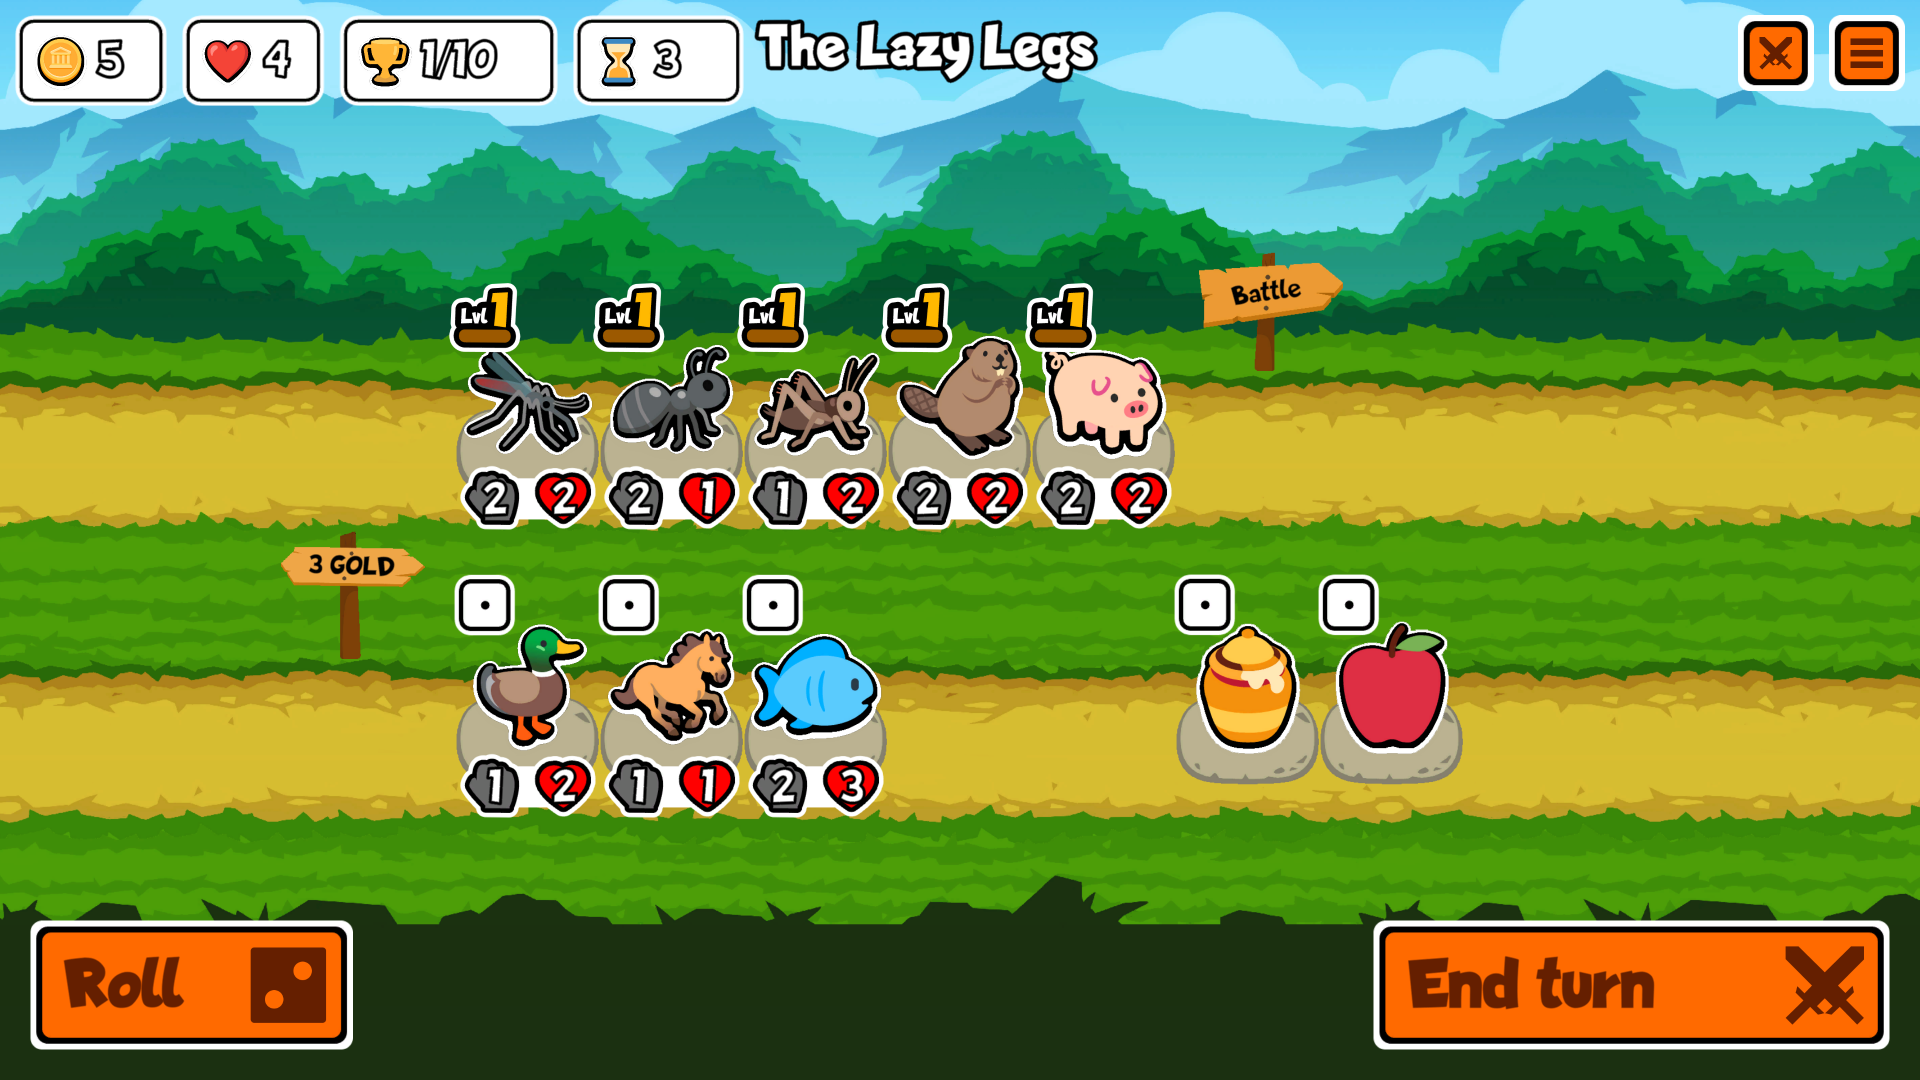 5
4
1/10
3
The Lazy Legs
Battle
Lvl 1
Lvl 1
Lvl 1
Lvl 1
Lvl 1
2 2
2 1
1 2
2 2
2 2
3 GOLD
1 2
1 1
2 3
Roll
End turn